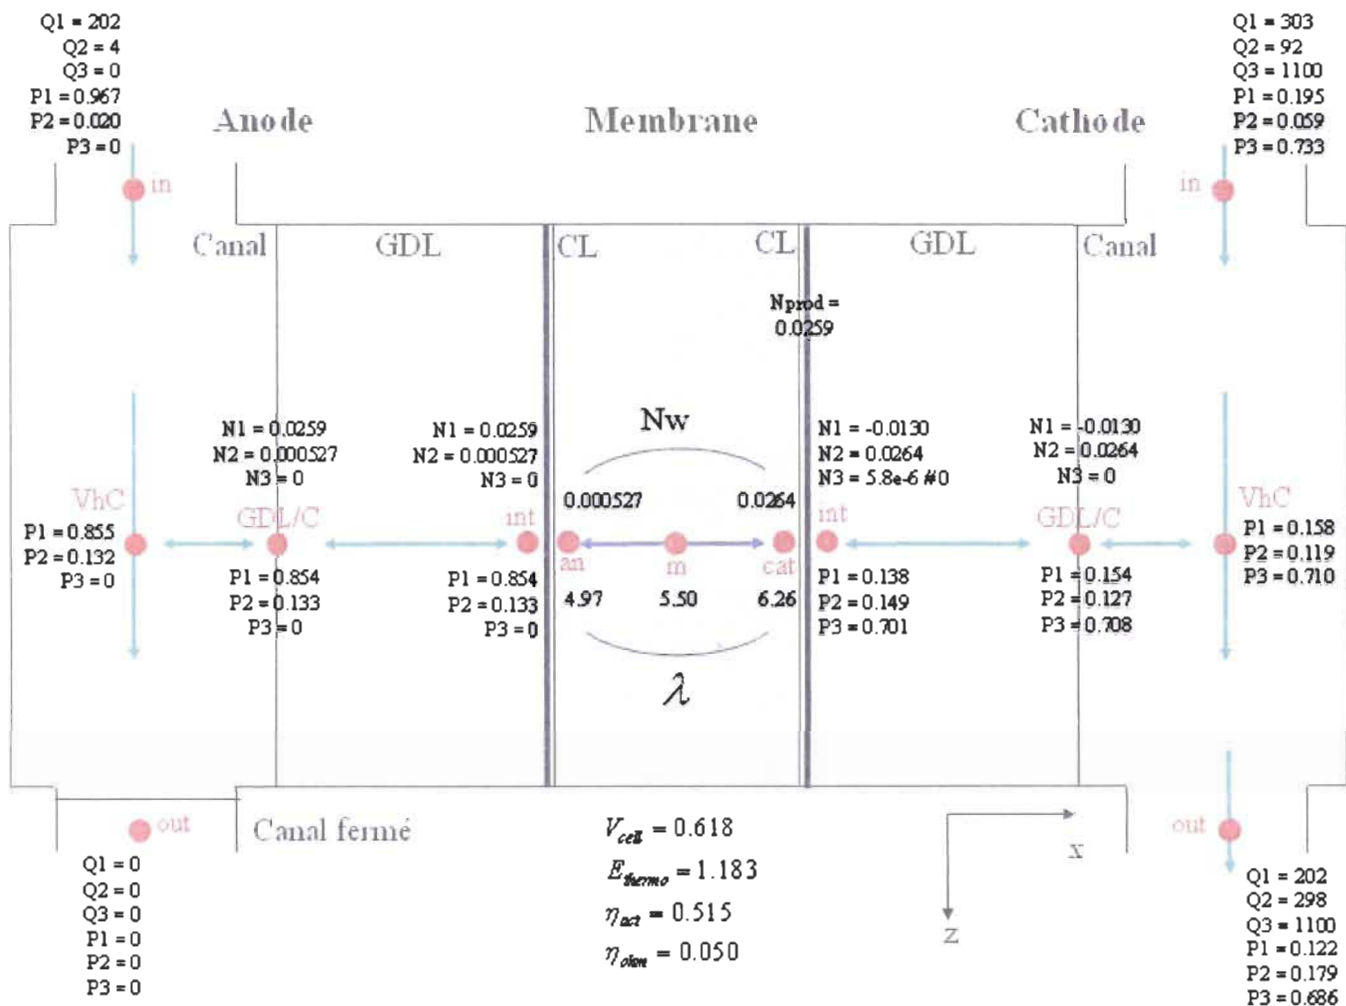 Q1 = 202
Q2 = 4
Q3 = 0
P1 = 0.967
P2 = 0.020
P3 = 0
in
Anode
Membrane
Cathode
Q1 = 303
Q2 = 92
Q3 = 1100
P1 = 0.195
P2 = 0.059
P3 = 0.733
in
Canal
GDL
CL
CL
GDL
Canal
Nprod =
0.0259
N1 = 0.0259
N2 = 0.000527
N3 = 0
N1 = 0.0259
N2 = 0.000527
N3 = 0
Nw
0.000527
0.0264
N1 = -0.0130
N2 = 0.0264
N3 = 5.8e-6 #0
N1 = -0.0130
N2 = 0.0264
N3 = 0
VhC
P1 = 0.855
P2 = 0.132
P3 = 0
GDL/C
P1 = 0.854
P2 = 0.133
P3 = 0
int
P1 = 0.854
P2 = 0.133
P3 = 0
an
m
cat
4.97
5.50
6.26
λ
int
P1 = 0.138
P2 = 0.149
P3 = 0.701
GDL/C
P1 = 0.154
P2 = 0.127
P3 = 0.708
VhC
P1 = 0.158
P2 = 0.119
P3 = 0.710
out
Canal fermé
Q1 = 0
Q2 = 0
Q3 = 0
P1 = 0
P2 = 0
P3 = 0
Vcell = 0.618
Ethermo = 1.183
ηact = 0.515
ηohm = 0.050
x
z
out
Q1 = 202
Q2 = 298
Q3 = 1100
P1 = 0.122
P2 = 0.179
P3 = 0.686